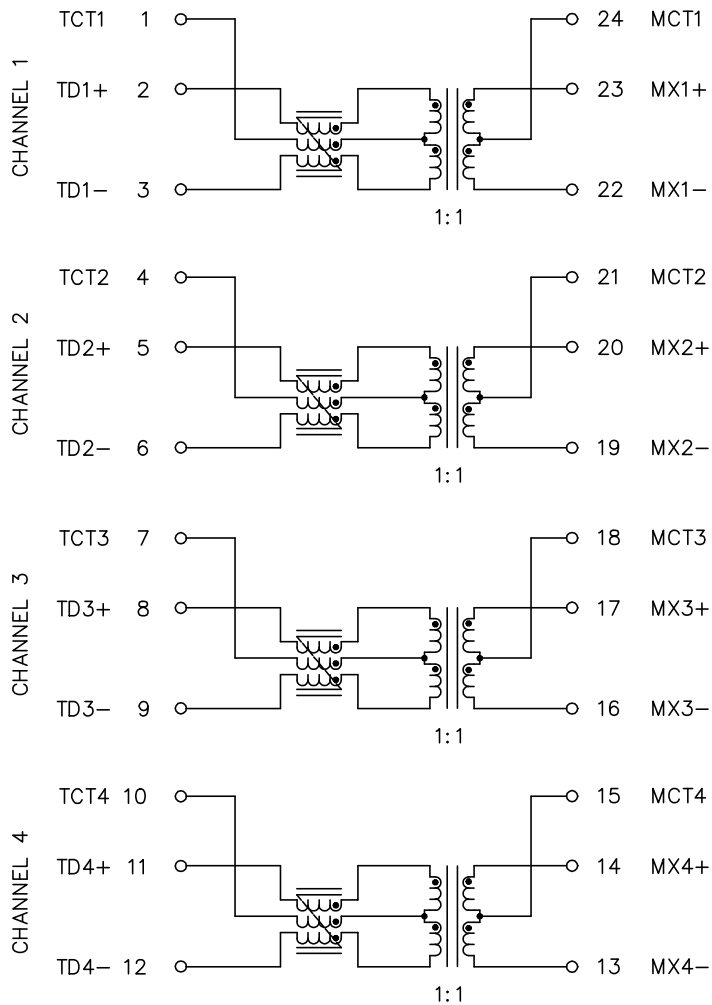 CHANNEL 1
TCT1 1 24 MCT1
TD1+ 2 23 MX1+
TD1− 3 22 MX1−
1:1
CHANNEL 2
TCT2 4 21 MCT2
TD2+ 5 20 MX2+
TD2− 6 19 MX2−
1:1
CHANNEL 3
TCT3 7 18 MCT3
TD3+ 8 17 MX3+
TD3− 9 16 MX3−
1:1
CHANNEL 4
TCT4 10 15 MCT4
TD4+ 11 14 MX4+
TD4− 12 13 MX4−
1:1